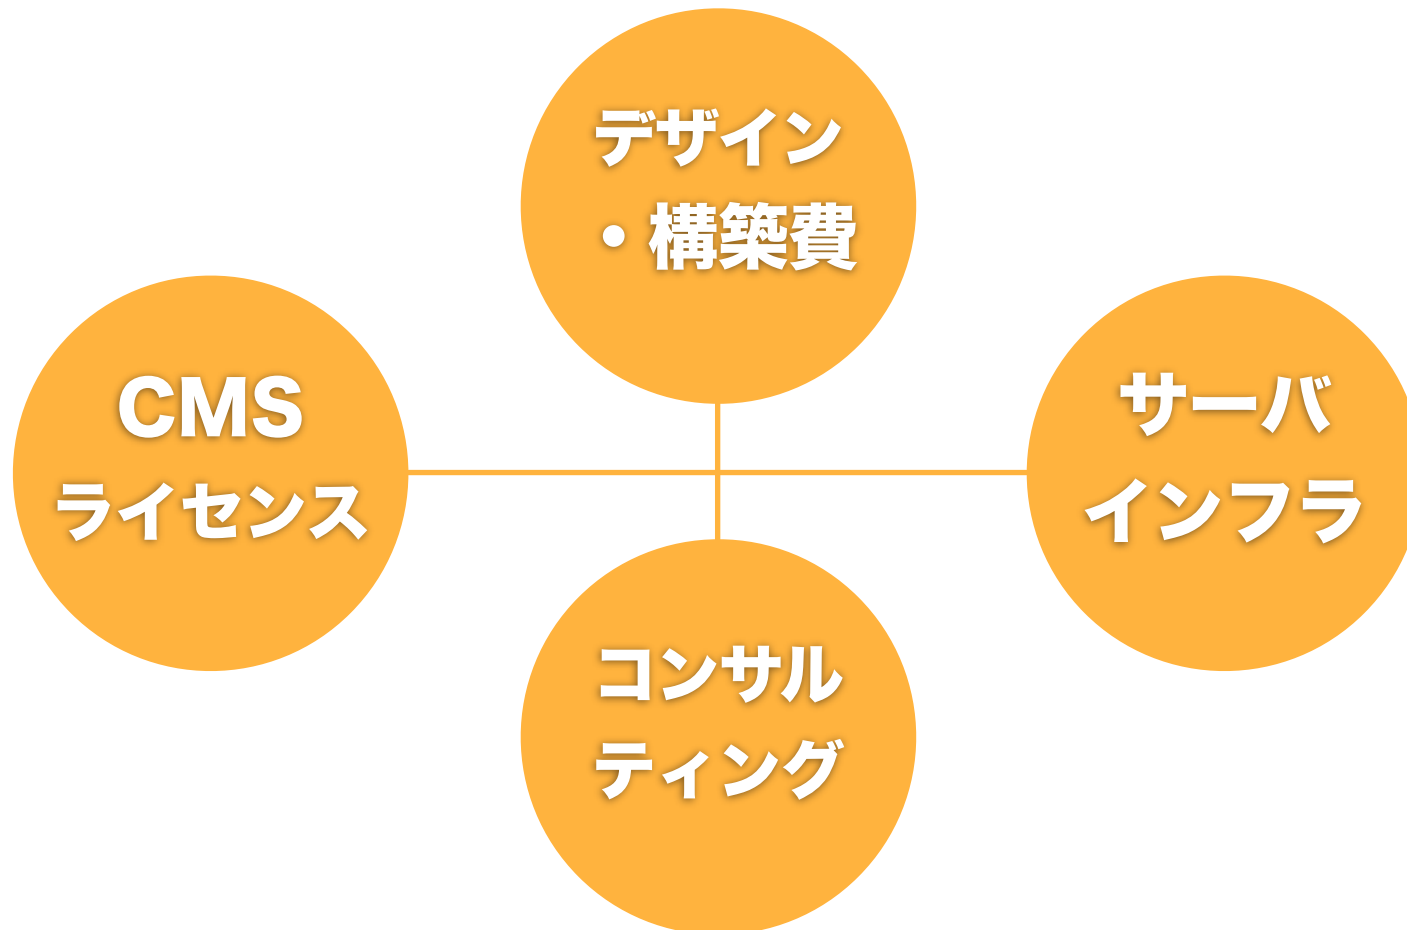 デザイン
・構築費
CMS
ライセンス
サーバ
インフラ
コンサル
ティング